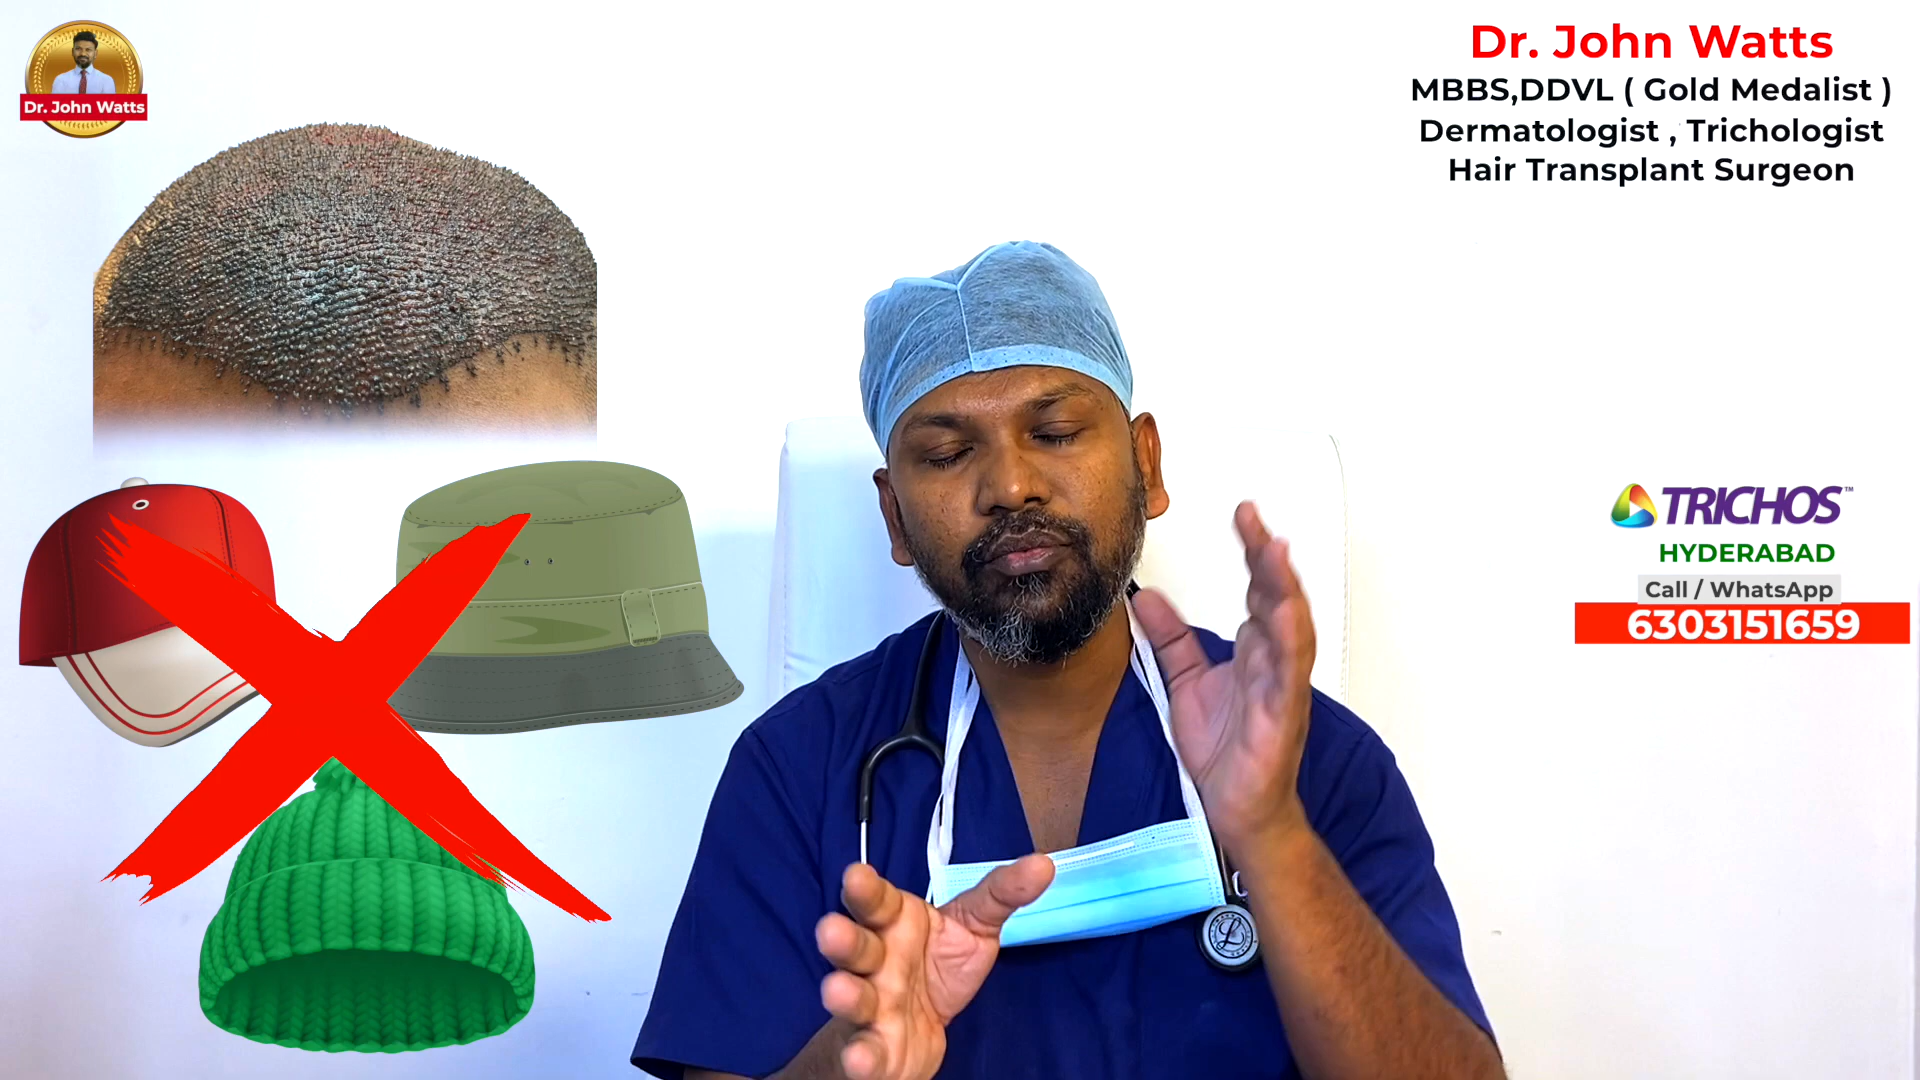 Dr. John Watts
Dr. John Watts
MBBS,DDVL ( Gold Medalist )
Dermatologist , Trichologist
Hair Transplant Surgeon
TRICHOS™
HYDERABAD
Call / WhatsApp
6303151659